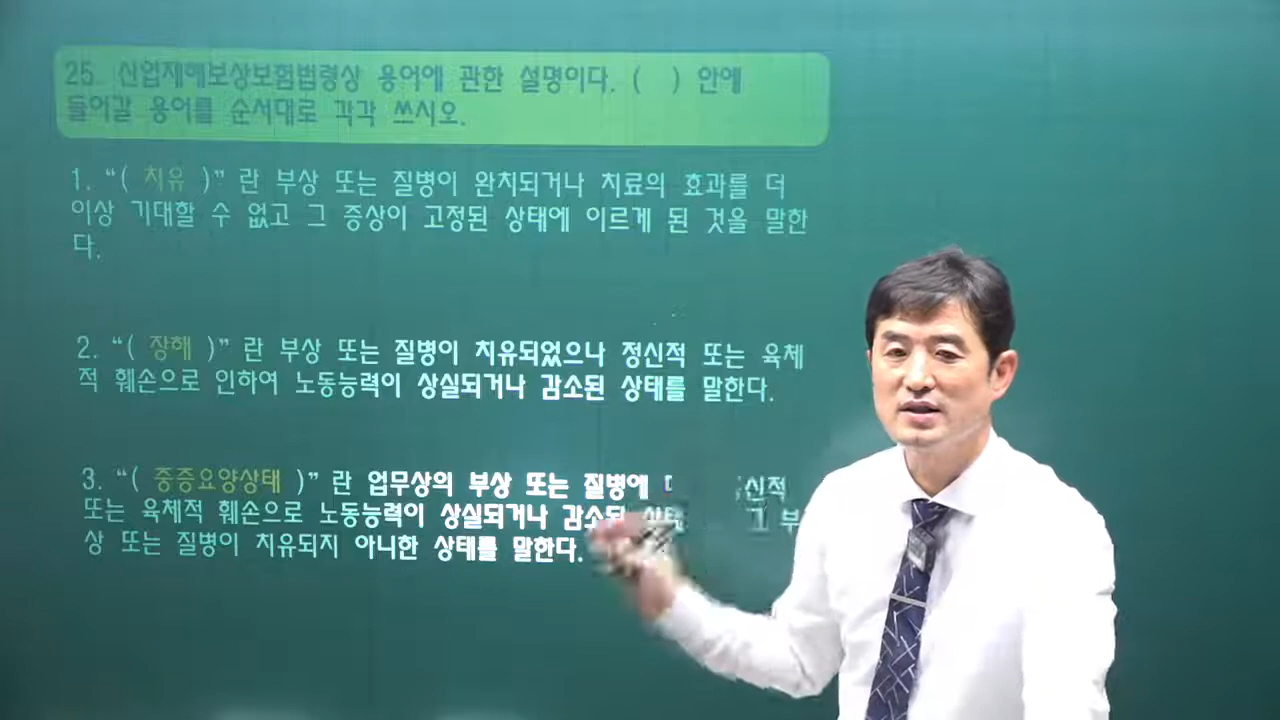 25. 산업재해보상보험법령상 용어에 관한 설명이다. ( ) 안에
들어갈 용어를 순서대로 각각 쓰시오.
1. “( 치유 )” 란 부상 또는 질병이 완치되거나 치료의 효과를 더
이상 기대할 수 없고 그 증상이 고정된 상태에 이르게 된 것을 말한
다.
2. “( 장해 )” 란 부상 또는 질병이 치유되었으나 정신적 또는 육체
적 훼손으로 인하여 노동능력이 상실되거나 감소된 상태를 말한다.
3. “( 중증요양상태 )” 란 업무상의 부상 또는 질병에
또는 육체적 훼손으로 노동능력이 상실되거나 감소된 그 부
상 또는 질병이 치유되지 아니한 상태를 말한다.